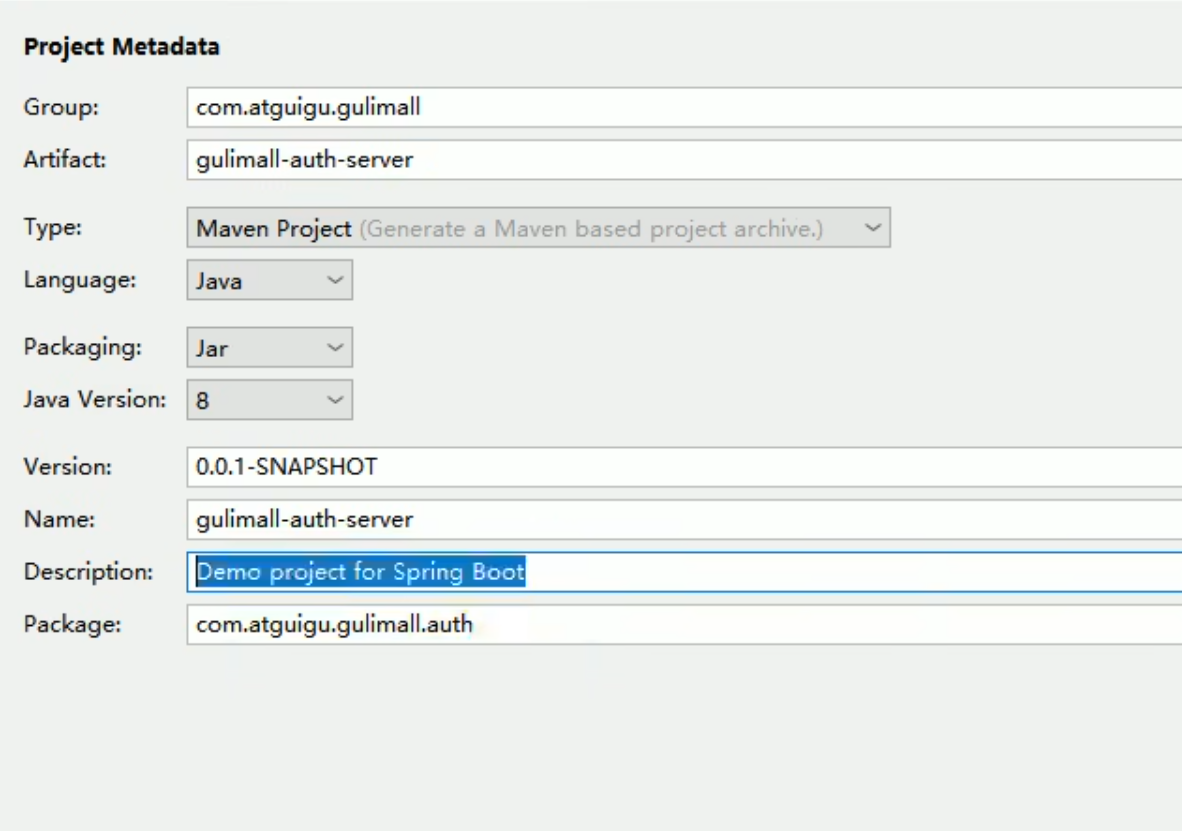 Project Metadata
Group: com.atguigu.gulimall
Artifact: gulimall-auth-server
Type: Maven Project (Generate a Maven based project archive.)
Language: Java
Packaging: Jar
Java Version: 8
Version: 0.0.1-SNAPSHOT
Name: gulimall-auth-server
Description: Demo project for Spring Boot
Package: com.atguigu.gulimall.auth